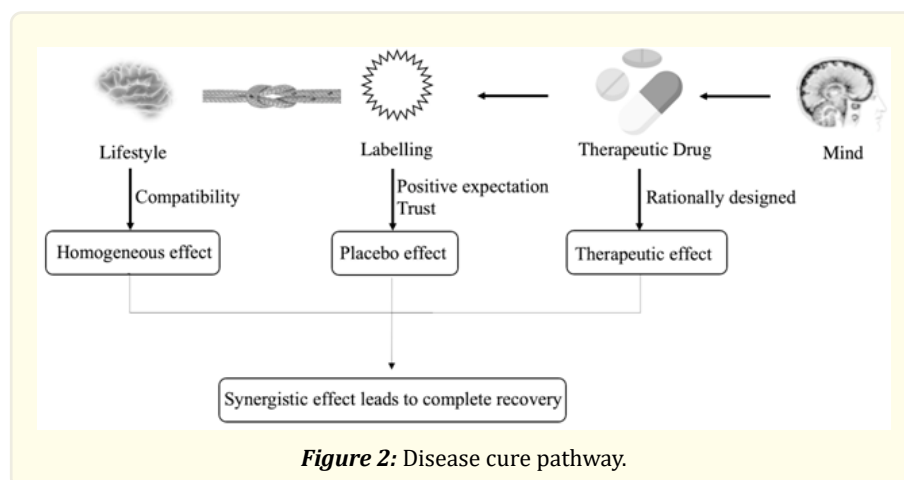 Lifestyle
Labelling
Therapeutic Drug
Mind
Compatibility
Positive expectation
Trust
Rationally designed
Homogeneous effect
Placebo effect
Therapeutic effect
Synergistic effect leads to complete recovery
Figure 2: Disease cure pathway.